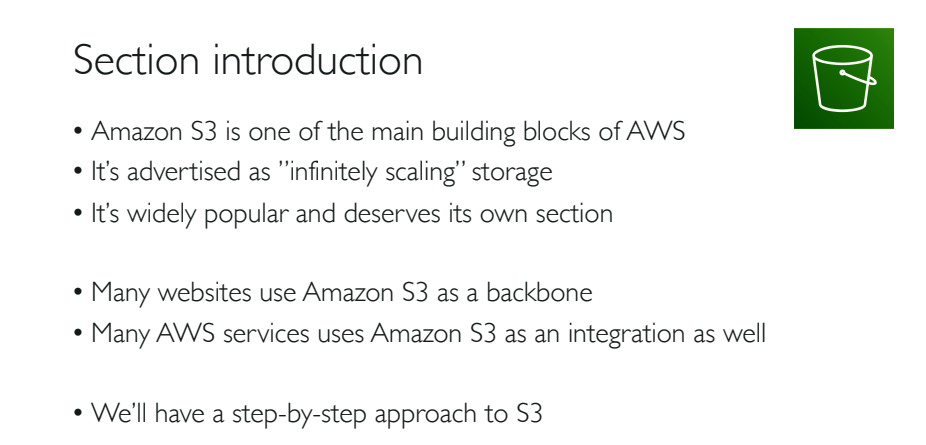 Section introduction
• Amazon S3 is one of the main building blocks of AWS
• It's advertised as ”infinitely scaling” storage
• It's widely popular and deserves its own section
• Many websites use Amazon S3 as a backbone
• Many AWS services uses Amazon S3 as an integration as well
• We'll have a step-by-step approach to S3